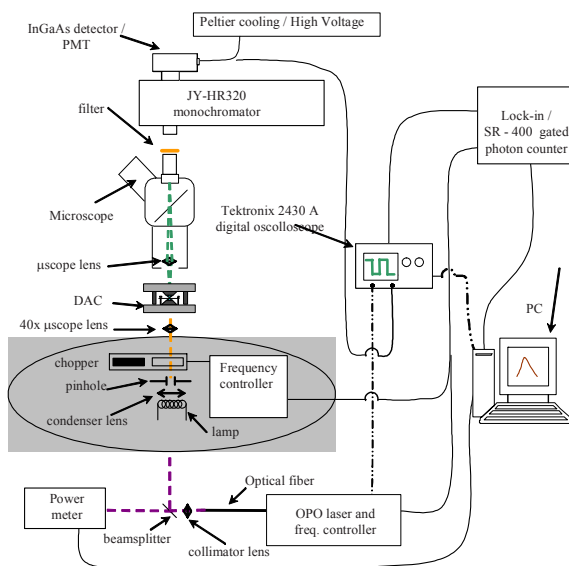 Peltier cooling / High Voltage
InGaAs detector /
PMT
JY-HR320
monochromator
filter
Lock-in /
SR - 400 gated
photon counter
Microscope
Tektronix 2430 A
digital oscolloscope
μscope lens
DAC
PC
40x μscope lens
chopper
Frequency
controller
pinhole
condenser lens
lamp
Optical fiber
Power
meter
OPO laser and
freq. controller
beamsplitter
collimator lens